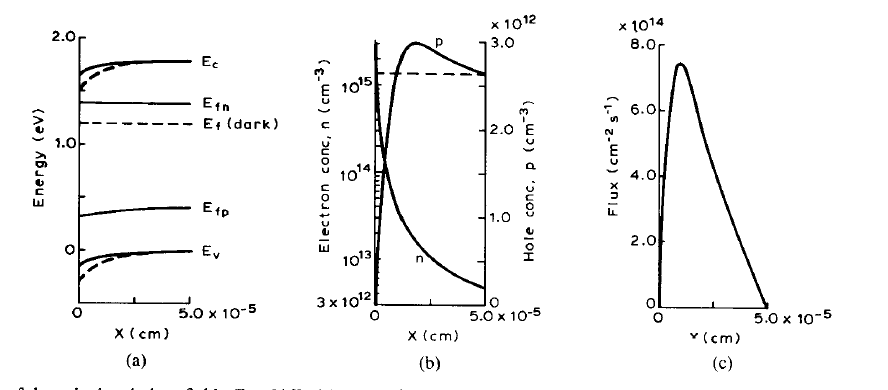 2.0
1.0
0
Energy (eV)
E_c
E_fn
E_f (dark)
E_fp
E_v
0
5.0 x 10^-5
X (cm)
(a)
10^15
10^14
10^13
3 x 10^12
Electron conc, n (cm^-3)
p
n
x 10^12
3.0
2.0
1.0
0
Hole conc, p (cm^-3)
0
5.0 x 10^-5
X (cm)
(b)
x10^14
8.0
6.0
4.0
2.0
0
Flux (cm^-2 s^-1)
0
5.0 x 10^-5
(cm)
(c)